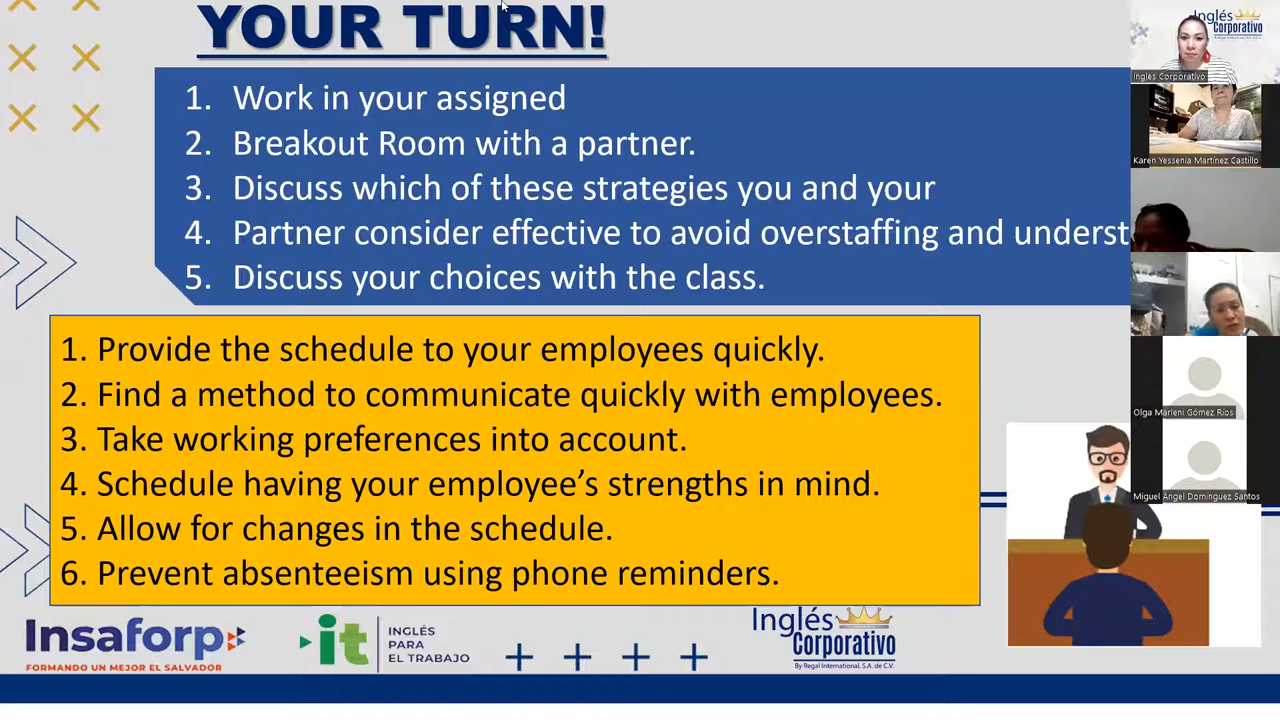 YOUR TURN!
1. Work in your assigned
2. Breakout Room with a partner.
3. Discuss which of these strategies you and your
4. Partner consider effective to avoid overstaffing and underst
5. Discuss your choices with the class.
1. Provide the schedule to your employees quickly.
2. Find a method to communicate quickly with employees.
3. Take working preferences into account.
4. Schedule having your employee’s strengths in mind.
5. Allow for changes in the schedule.
6. Prevent absenteeism using phone reminders.
Insaforp
FORMANDO UN MEJOR EL SALVADOR
it
INGLÉS
PARA
EL TRABAJO
Inglés
Corporativo
By Regal International, S.A. de C.V.
Inglés
Corporativo
Ingles Corporativo
Karen Yessenia Martinez Castillo
Olga Marleni Gómez Rios
Miguel Angel Dominguez Santos